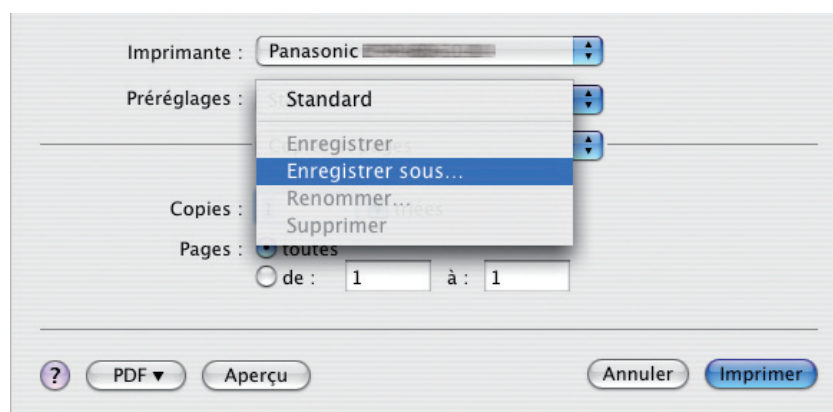 Imprimante : Panasonic
Préréglages : Standard
Enregistrer
Enregistrer sous...
Renommer...
Supprimer
Copies :
Pages : toutes
de : 1 à : 1
? PDF▼ Aperçu Annuler Imprimer